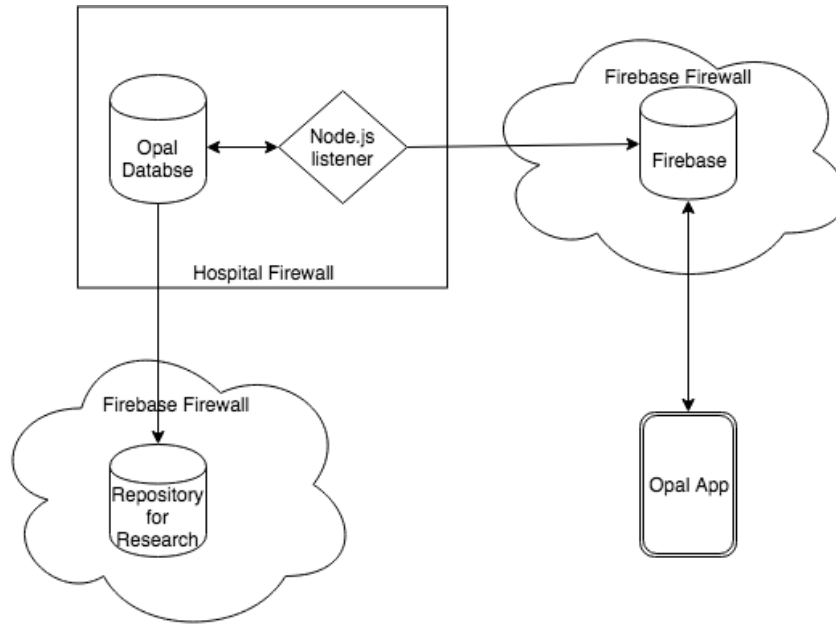 Firebase Firewall
Opal
Databse
Node.js
listener
Firebase
Hospital Firewall
Firebase Firewall
Repository
for
Research
Opal App